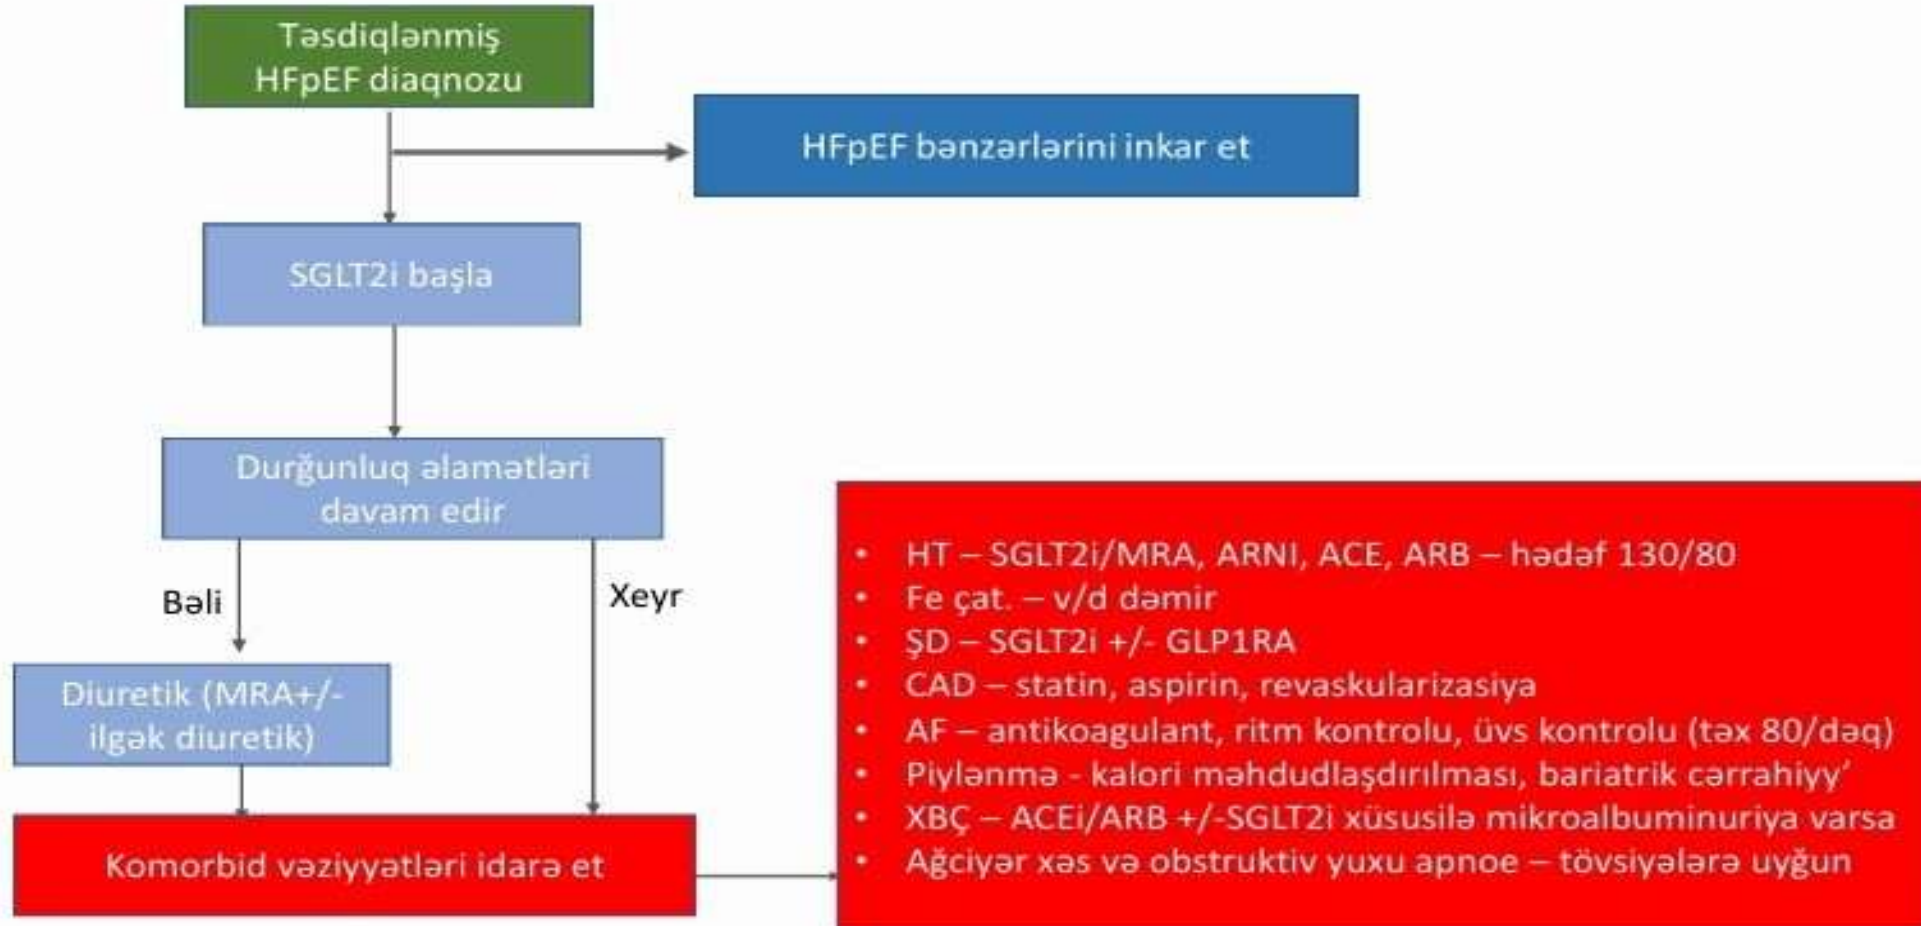 Təsdiqlənmiş
HFpEF diaqnozu
HFpEF bənzərlərini inkar et
SGLT2i başla
Durğunluq əlamətləri
davam edir
Bəli
Xeyr
Diuretik (MRA+/-
ilgək diuretik)
Komorbid vəziyyətləri idarə et
• HT – SGLT2i/MRA, ARNI, ACE, ARB – hədəf 130/80
• Fe çat. – v/d dəmir
• ŞD – SGLT2i +/- GLP1RA
• CAD – statin, aspirin, revaskularizasiya
• AF – antikoagulant, ritm kontrolu, üvs kontrolu (təx 80/dəq)
• Piylənmə - kalori məhdudlaşdırılması, bariatrik cərrahiyy’
• XBÇ – ACEi/ARB +/-SGLT2i xüsusilə mikroalbuminuriya varsa
• Ağciyər xəs və obstruktiv yuxu apnoe – tövsiyələrə uyğun